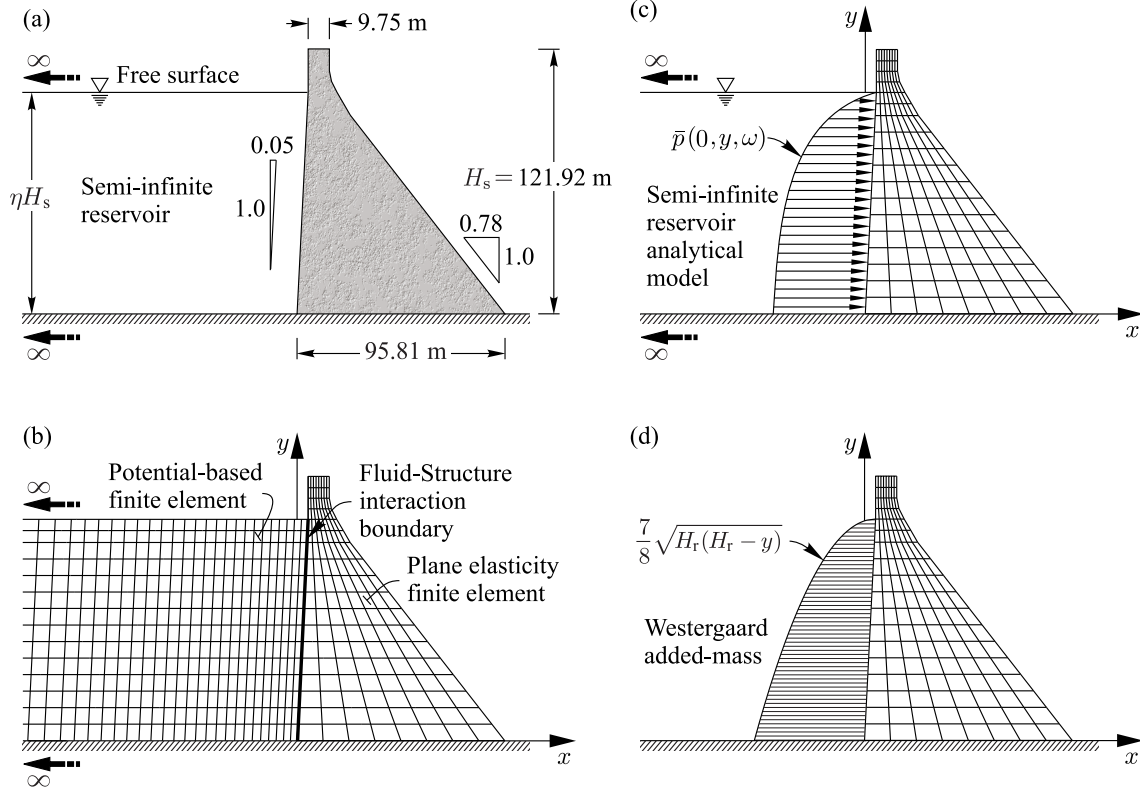 (a)
9.75 m
∞
Free surface
0.05
1.0
ηHₛ
Semi-infinite
reservoir
Hₛ = 121.92 m
0.78
1.0
∞
95.81 m
(c)
y
∞
p̄(0, y, ω)
Semi-infinite
reservoir
analytical
model
∞
x
(b)
y
∞
Potential-based
finite element
Fluid-Structure
interaction
boundary
Plane elasticity
finite element
∞
x
(d)
y
7/8 √Hᵣ(Hᵣ − y)
Westergaard
added-mass
x